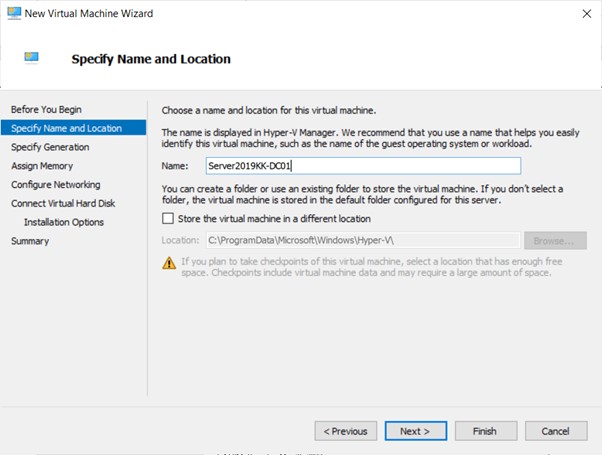 New Virtual Machine Wizard
Specify Name and Location
Before You Begin
Specify Name and Location
Specify Generation
Assign Memory
Configure Networking
Connect Virtual Hard Disk
Installation Options
Summary
Choose a name and location for this virtual machine.
The name is displayed in Hyper-V Manager. We recommend that you use a name that helps you easily
identify this virtual machine, such as the name of the guest operating system or workload.
Name: Server2019KK-DC01
You can create a folder or use an existing folder to store the virtual machine. If you don't select a
folder, the virtual machine is stored in the default folder configured for this server.
Store the virtual machine in a different location
Location: C:\ProgramData\Microsoft\Windows\Hyper-V\ Browse...
If you plan to take checkpoints of this virtual machine, select a location that has enough free
space. Checkpoints include virtual machine data and may require a large amount of space.
< Previous Next > Finish Cancel